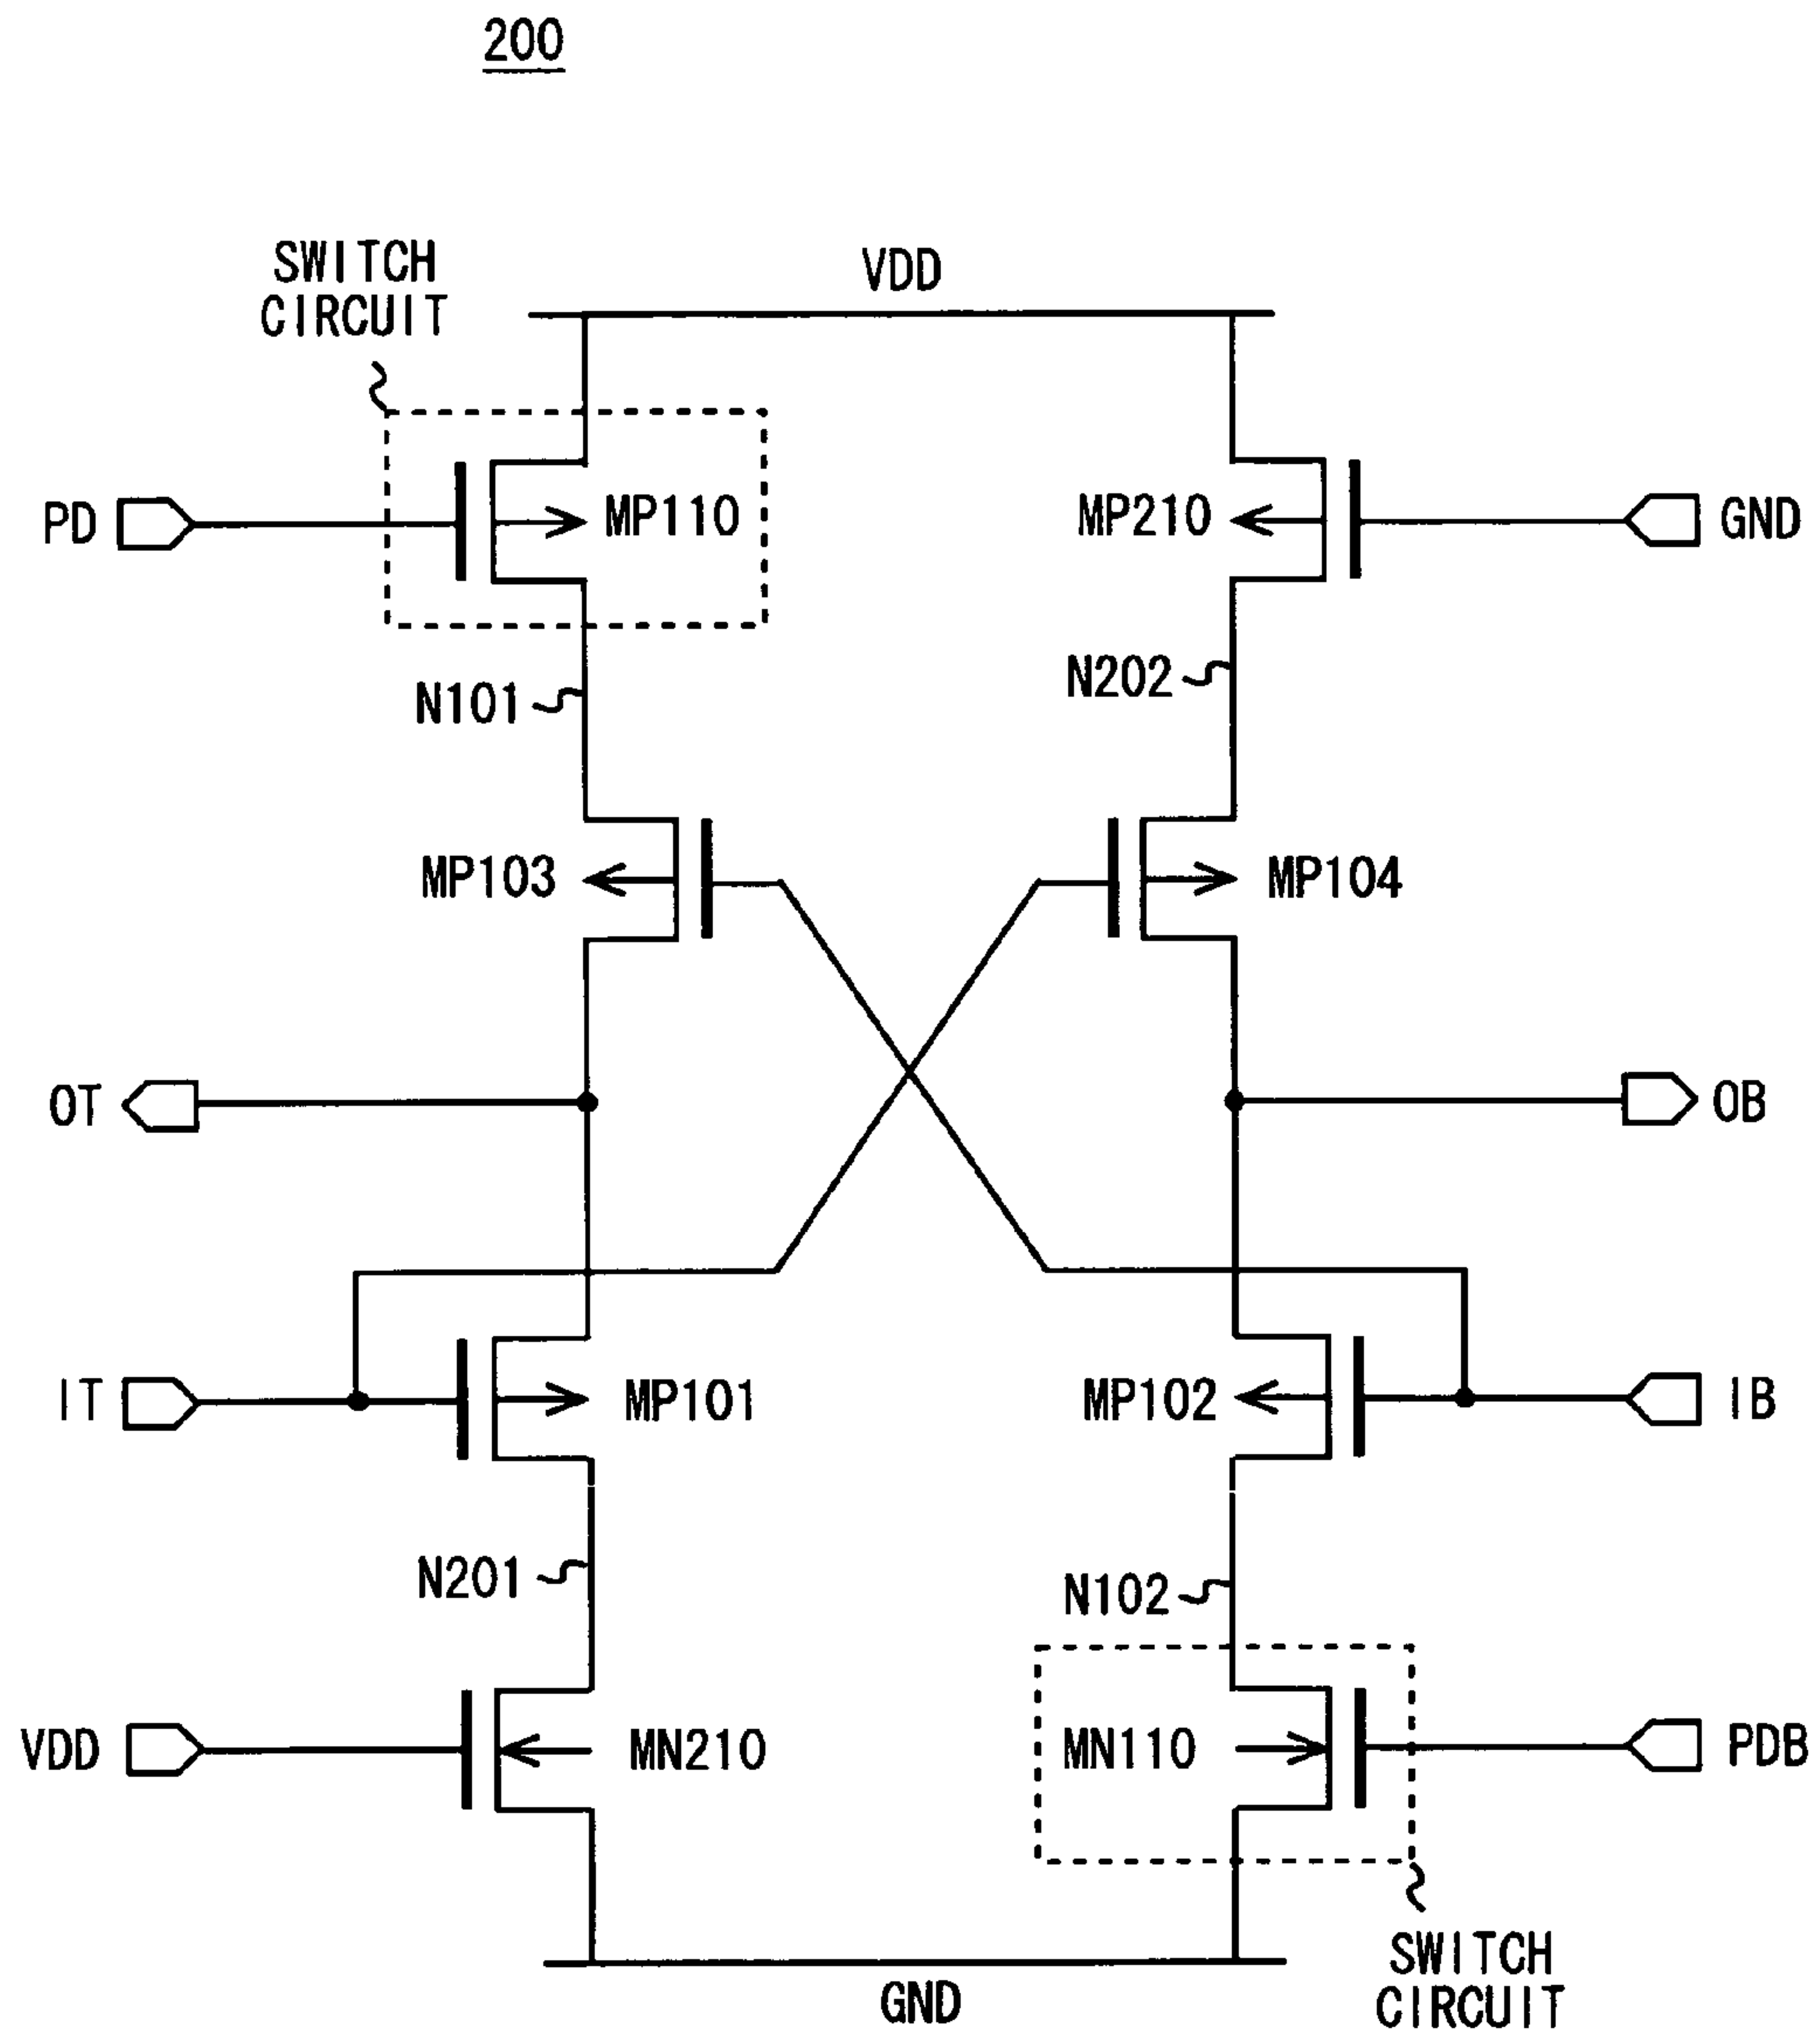 200
SWITCH
CIRCUIT
VDD
PD
MP110
MP210
GND
N101
N202
MP103
MP104
OT
OB
IT
MP101
MP102
IB
N201
N102
VDD
MN210
MN110
PDB
GND
SWITCH
CIRCUIT